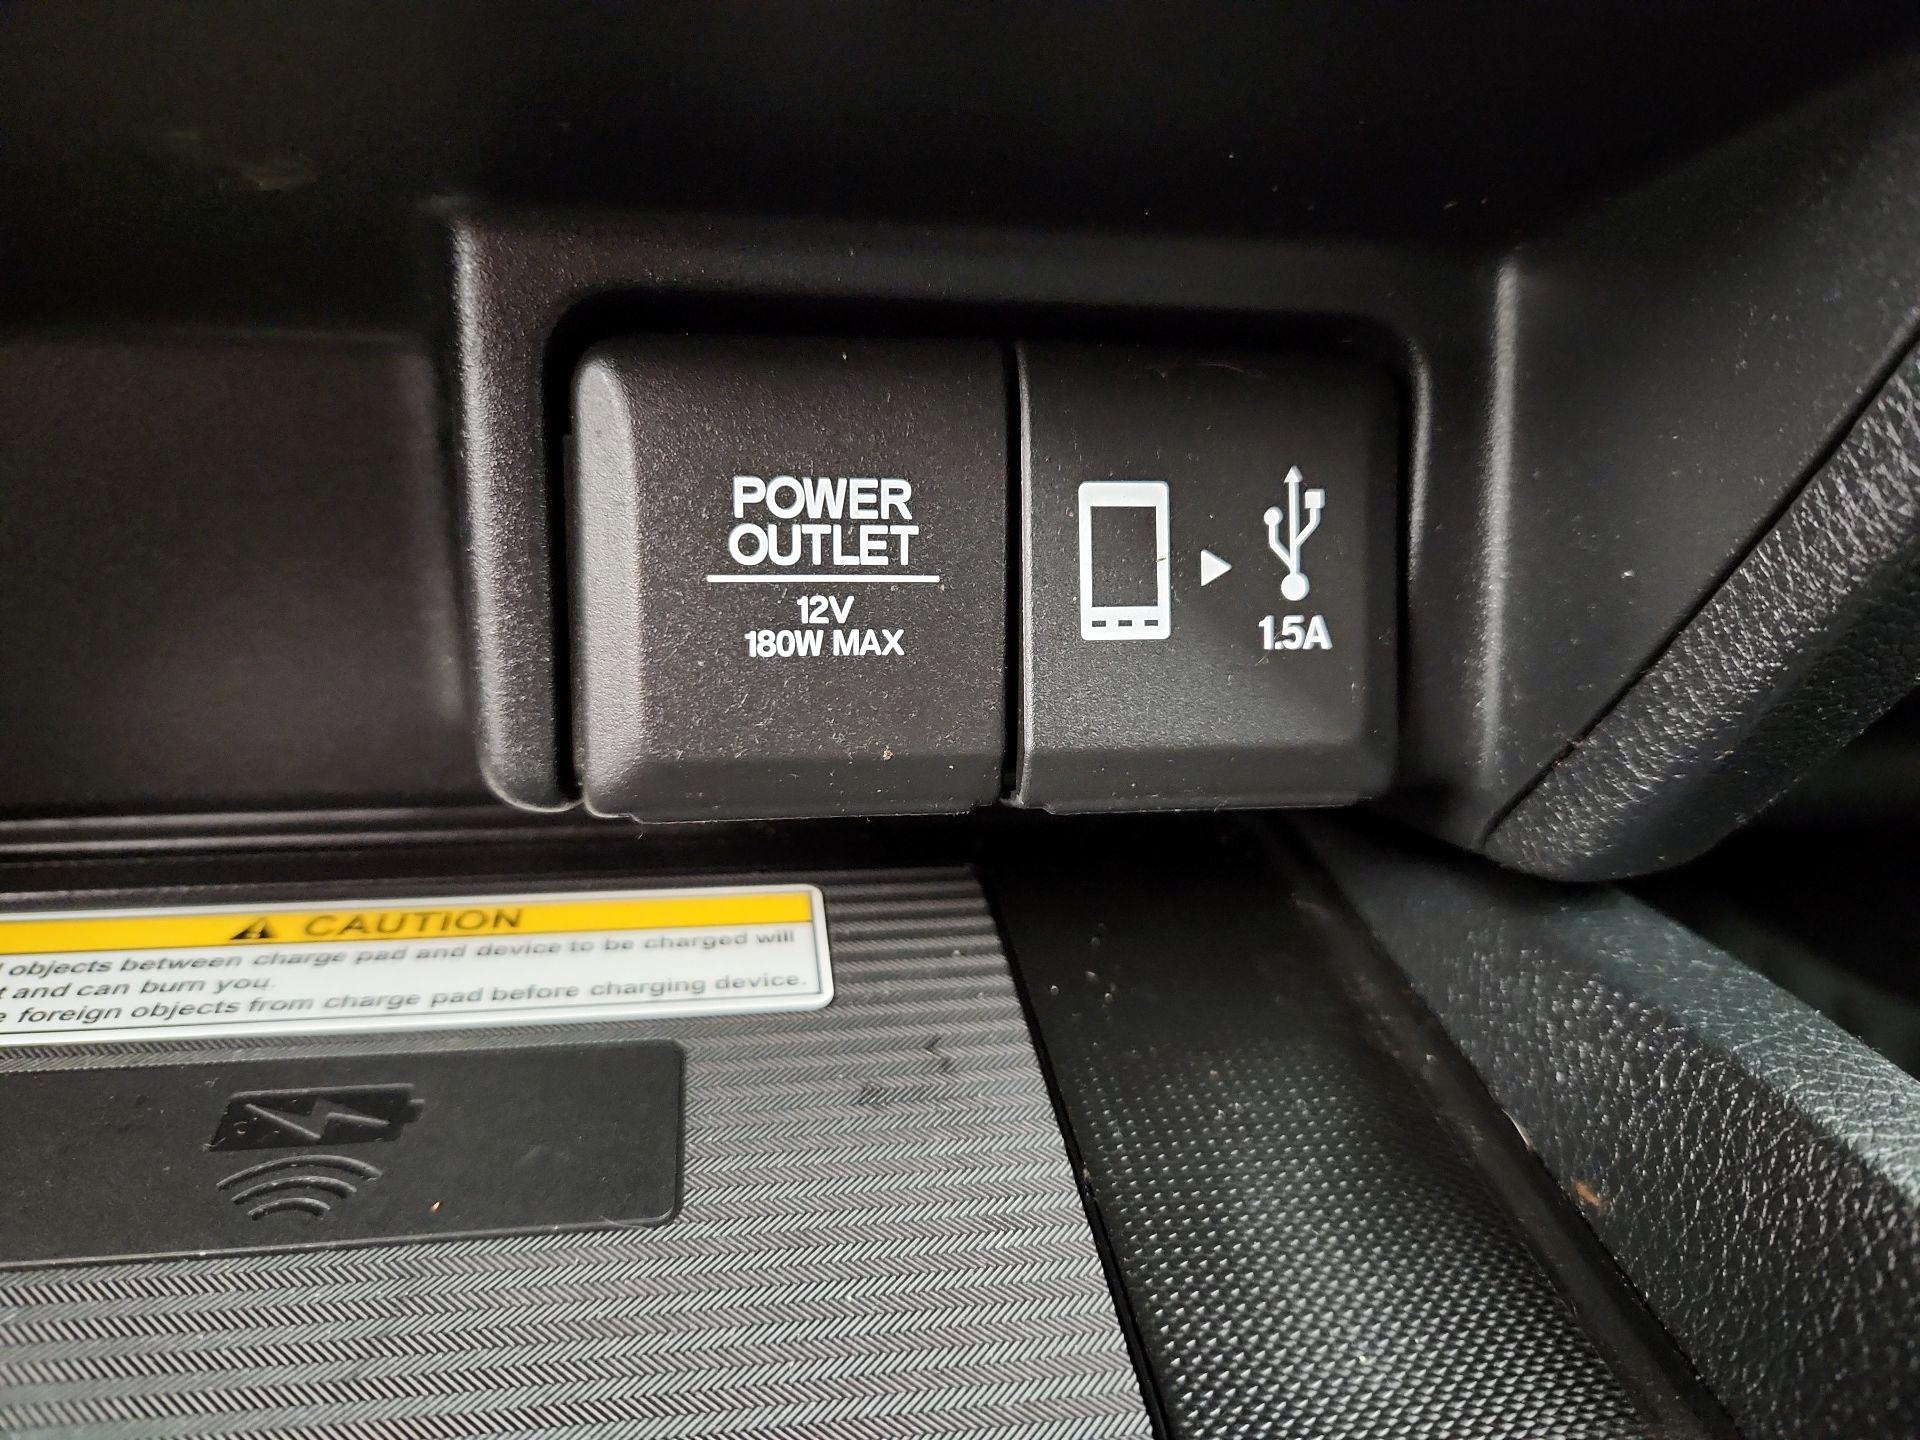 POWER
OUTLET
12V
180W MAX
1.5A
CAUTION
objects between charge pad and device to be charged will
and can burn you.
foreign objects from charge pad before charging device.